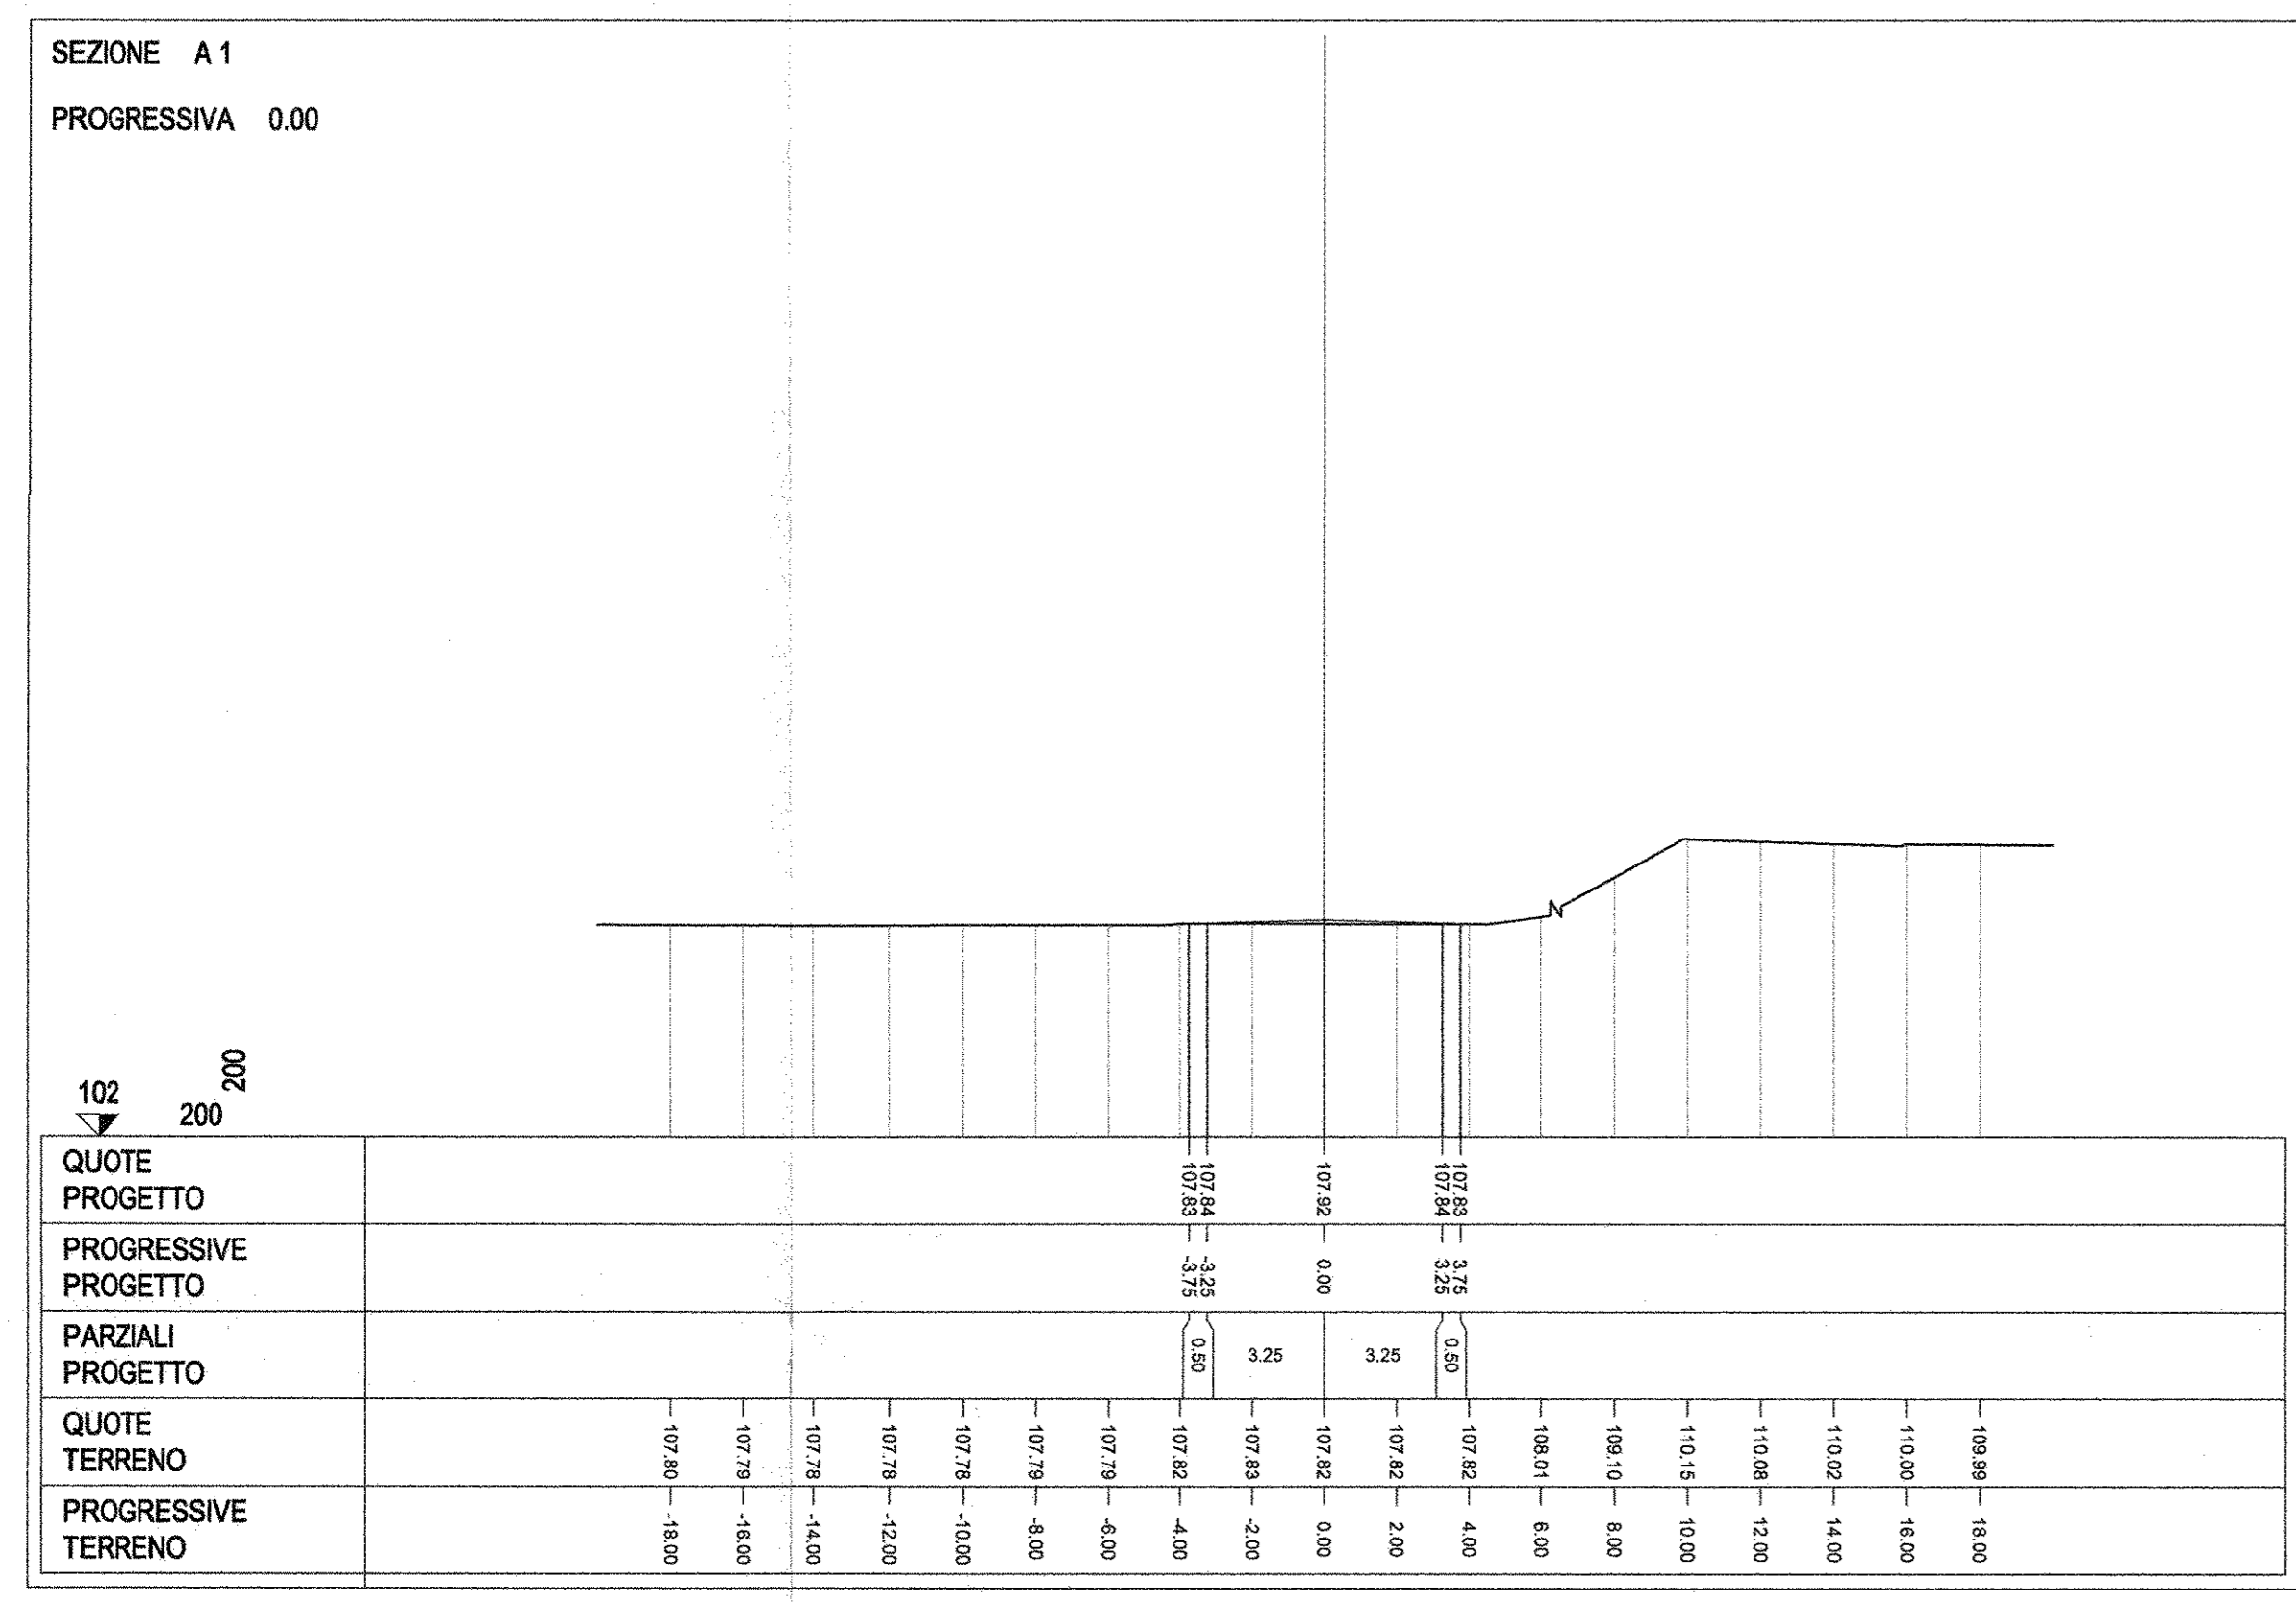 SEZIONE A 1
PROGRESSIVA 0.00
200
102
200
QUOTE
PROGETTO
107.83 107.84 107.92 107.84 107.83
PROGRESSIVE
PROGETTO
-3.75 -3.25 0.00 3.25 3.75
PARZIALI
PROGETTO
0.50 3.25 3.25 0.50
QUOTE
TERRENO
107.80 107.79 107.78 107.78 107.78 107.79 107.79 107.82 107.83 107.82 107.82 107.82 108.01 109.10 110.15 110.08 110.02 110.00 109.99
PROGRESSIVE
TERRENO
-18.00 -16.00 -14.00 -12.00 -10.00 -8.00 -6.00 -4.00 -2.00 0.00 2.00 4.00 6.00 8.00 10.00 12.00 14.00 16.00 18.00